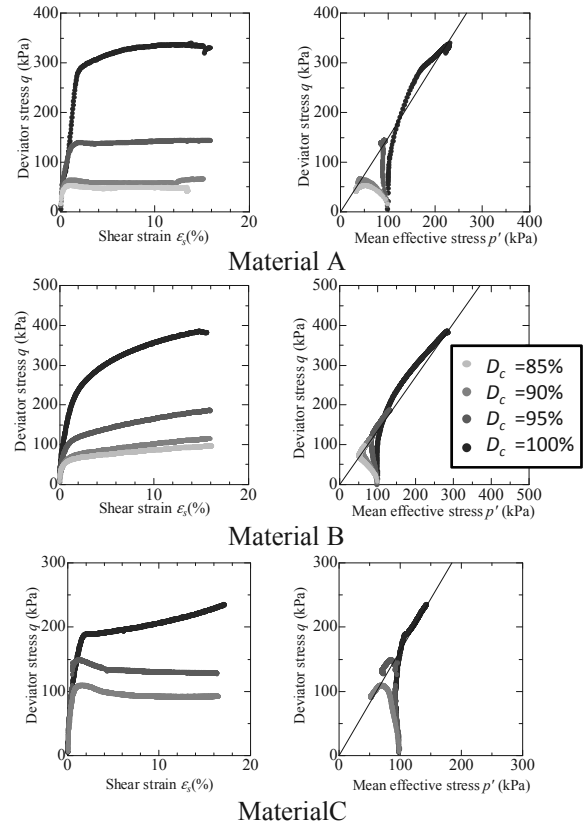 400
300
200
100
0
0
10
20
Deviator stress q (kPa)
Shear strain εs(%)
400
300
200
100
0
0
100
200
300
400
Deviator stress q (kPa)
Mean effective stress p′ (kPa)
Material A
500
400
300
200
100
0
0
10
20
Deviator stress q (kPa)
Shear strain εs(%)
500
400
300
200
100
0
0
100
200
300
400
500
Deviator stress q (kPa)
Mean effective stress p′ (kPa)
Dc =85%
Dc =90%
Dc =95%
Dc =100%
Material B
300
200
100
0
0
10
20
Deviator stress q (kPa)
Shear strain εs(%)
300
200
100
0
0
100
200
300
Deviator stress q (kPa)
Mean effective stress p′ (kPa)
MaterialC